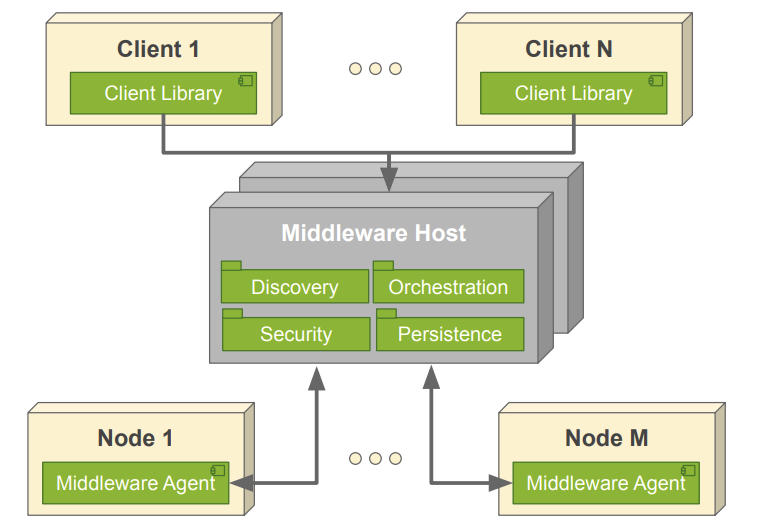 Client 1
Client N
Client Library
Client Library
Middleware Host
Discovery
Orchestration
Security
Persistence
Node 1
Node M
Middleware Agent
Middleware Agent